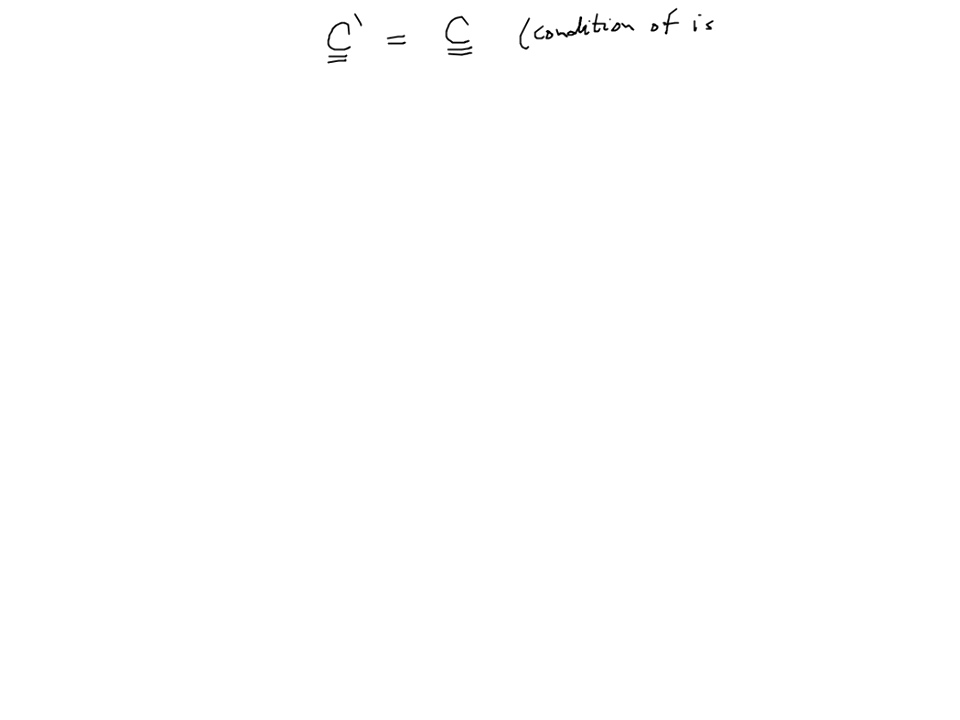 C̳' = C̳ (condition of is